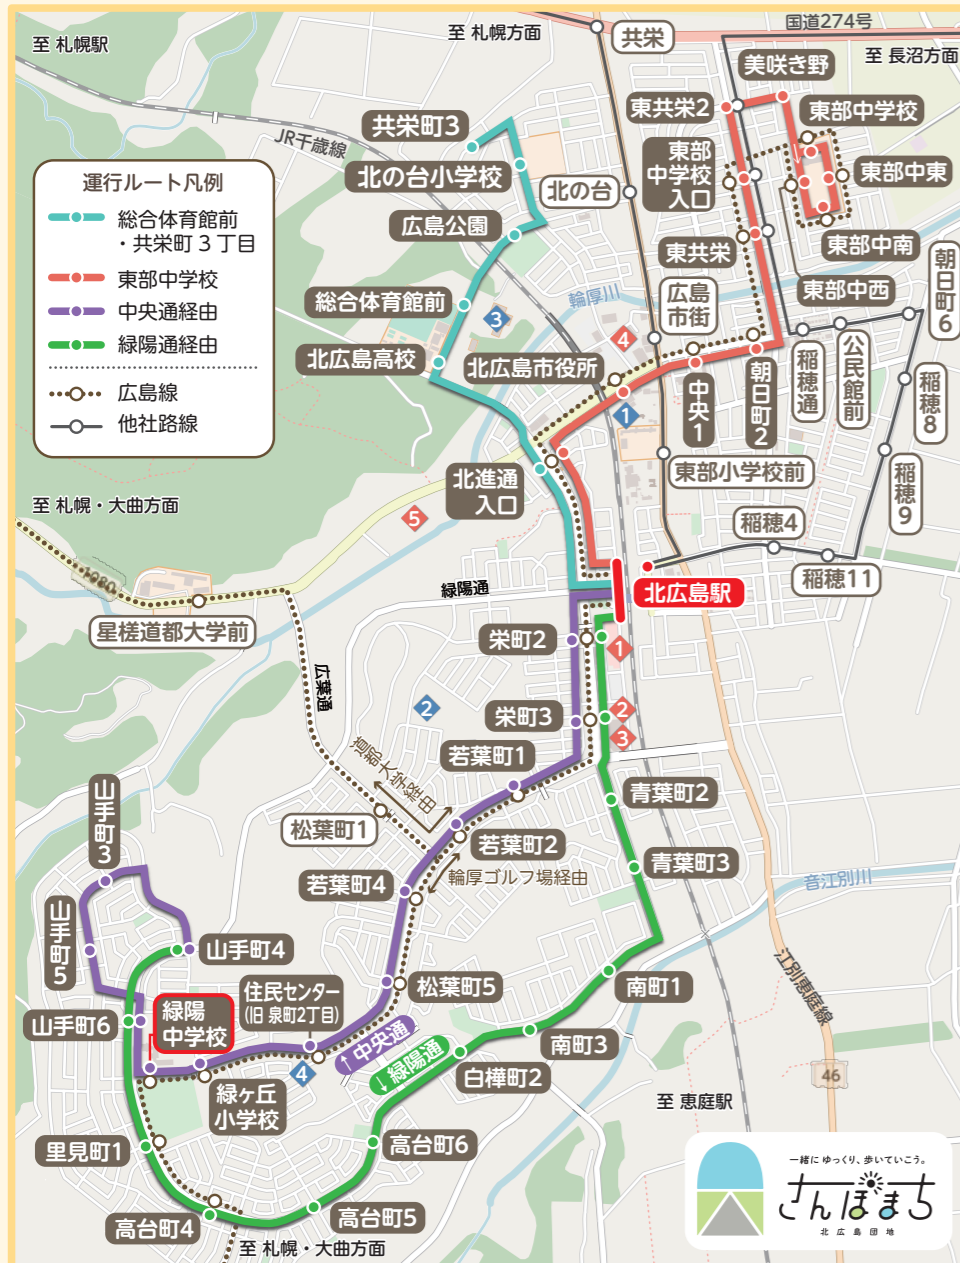 国道274号
至 札幌方面
至 札幌駅
共栄
至 長沼方面
美咲き野
東共栄2
東部中学校
共栄町3
JR千歳線
東部
中学校
入口
東部中東
北の台小学校
北の台
運行ルート凡例
総合体育館前
・共栄町3丁目
東部中学校
中央通経由
緑陽通経由
広島線
他社路線
広島公園
東共栄
東部中南
朝日町6
東部中西
総合体育館前
輪厚川
広島
市街
3
4
北広島高校
北広島市役所
1
中央1
朝日町2
稲穂通
公民館前
稲穂8
北進通
入口
東部小学校前
稲穂9
至 札幌・大曲方面
5
稲穂4
稲穂11
1080
緑陽通
北広島駅
星槎道都大学前
栄町2
1
広葉通
2
栄町3
2
3
道都大学経由
若葉町1
青葉町2
松葉町1
若葉町2
山手町3
輪厚ゴルフ場経由
青葉町3
若葉町4
音江別川
山手町5
山手町4
江別恵庭線
住民センター
(旧 泉町2丁目)
松葉町5
南町1
山手町6
緑陽
中学校
↑中央通
南町3
4
↓緑陽通
白樺町2
46
緑ヶ丘
小学校
至 恵庭駅
里見町1
高台町6
高台町4
高台町5
至 札幌・大曲方面
一緒にゆっくり、歩いていこう。
さんぽまち
北広島団地